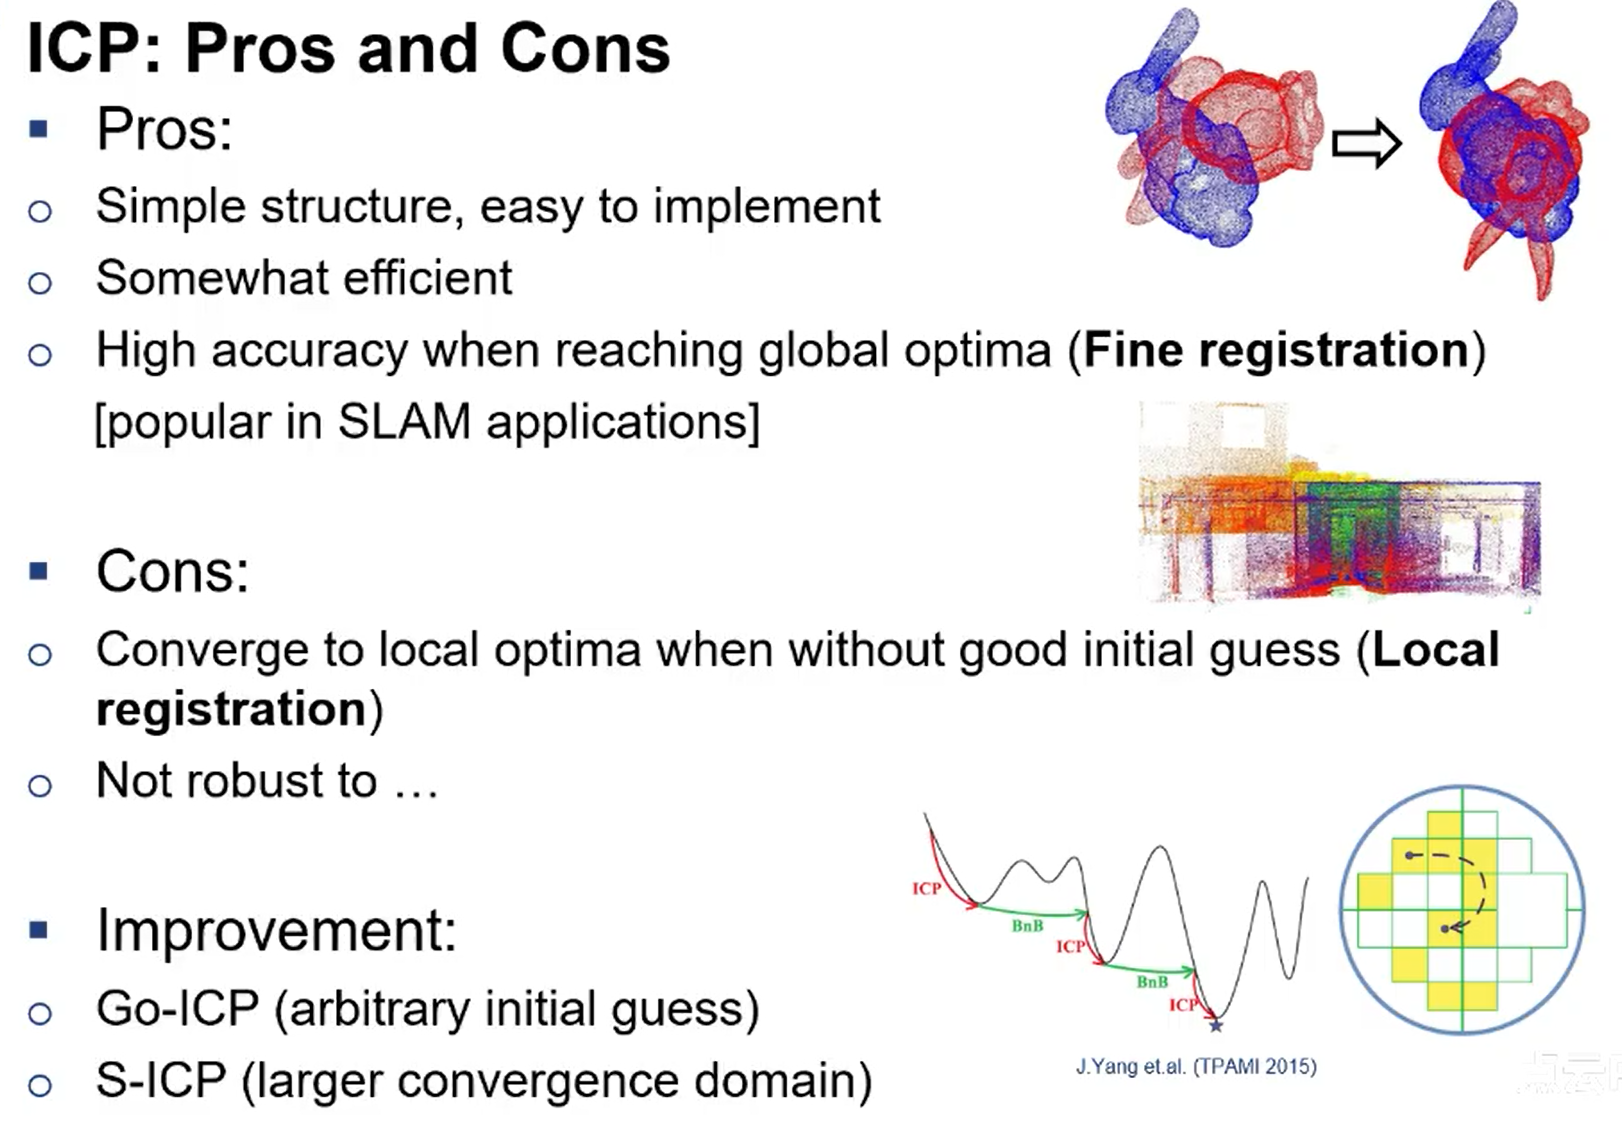 ICP: Pros and Cons
Pros:
Simple structure, easy to implement
Somewhat efficient
High accuracy when reaching global optima (Fine registration)
[popular in SLAM applications]
Cons:
Converge to local optima when without good initial guess (Local
registration)
Not robust to …
Improvement:
Go-ICP (arbitrary initial guess)
S-ICP (larger convergence domain)
ICP
BnB
ICP
BnB
ICP
J.Yang et.al. (TPAMI 2015)